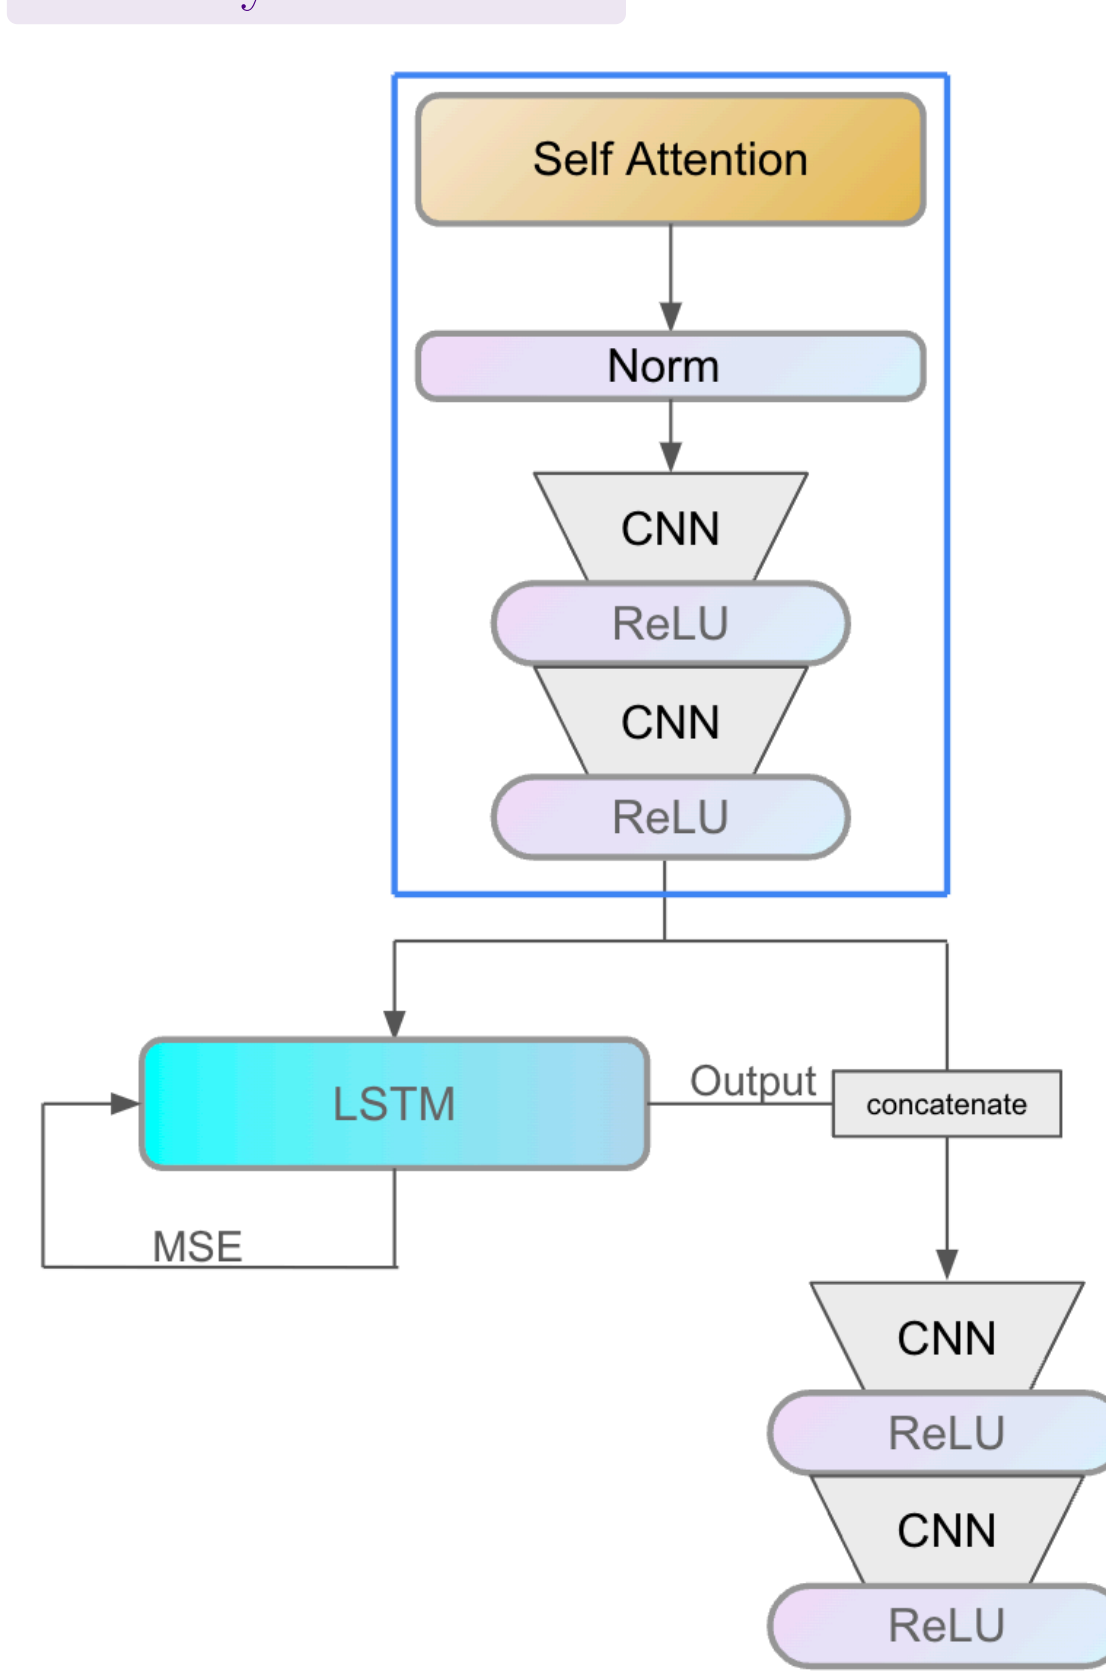 Self Attention
Norm
CNN
ReLU
CNN
ReLU
LSTM
Output
concatenate
MSE
CNN
ReLU
CNN
ReLU